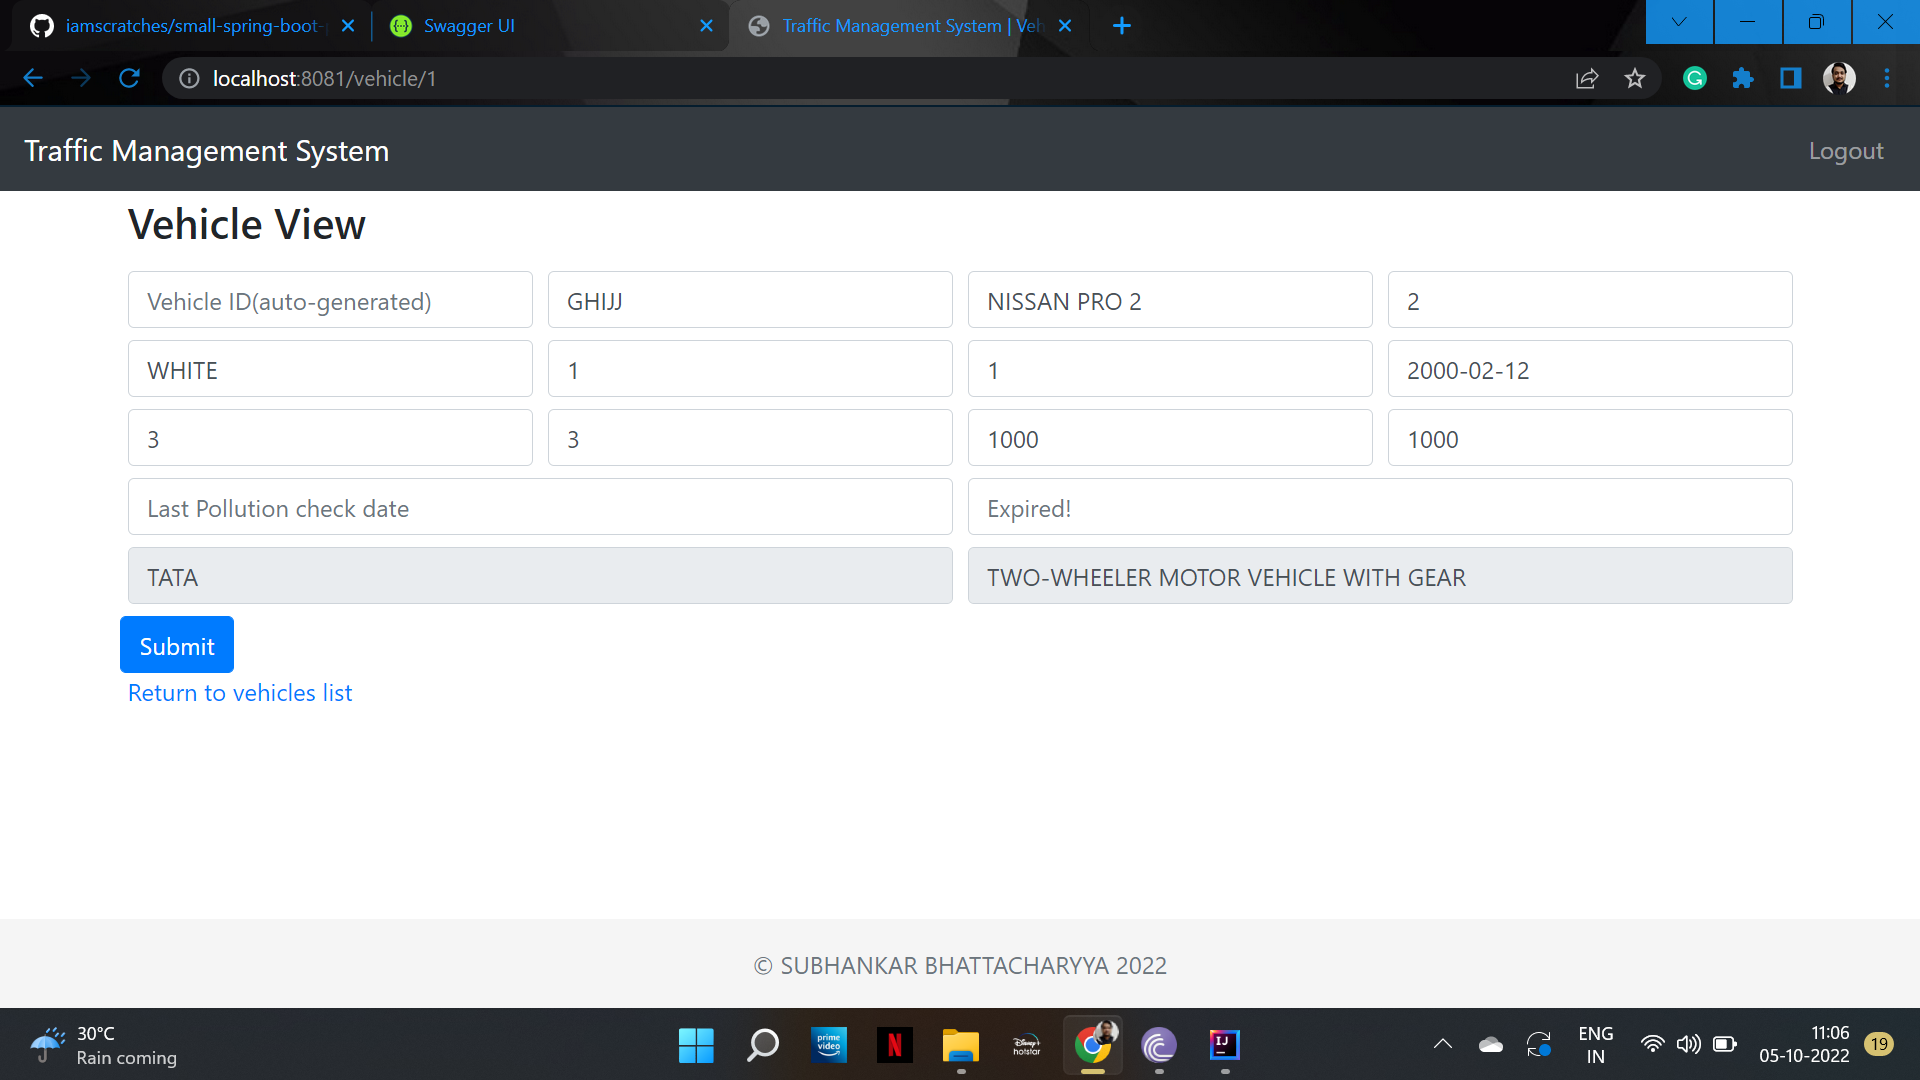 iamscratches/small-spring-boot-
Swagger UI
Traffic Management System | Veh
localhost:8081/vehicle/1
Traffic Management System
Logout
Vehicle View
Vehicle ID(auto-generated)
GHIJJ
NISSAN PRO 2
2
WHITE
1
1
2000-02-12
3
3
1000
1000
Last Pollution check date
Expired!
TATA
TWO-WHEELER MOTOR VEHICLE WITH GEAR
Submit
Return to vehicles list
© SUBHANKAR BHATTACHARYYA 2022
30°C
Rain coming
prime video
N
Disney+ hotstar
IJ
ENG
IN
11:06
05-10-2022
19